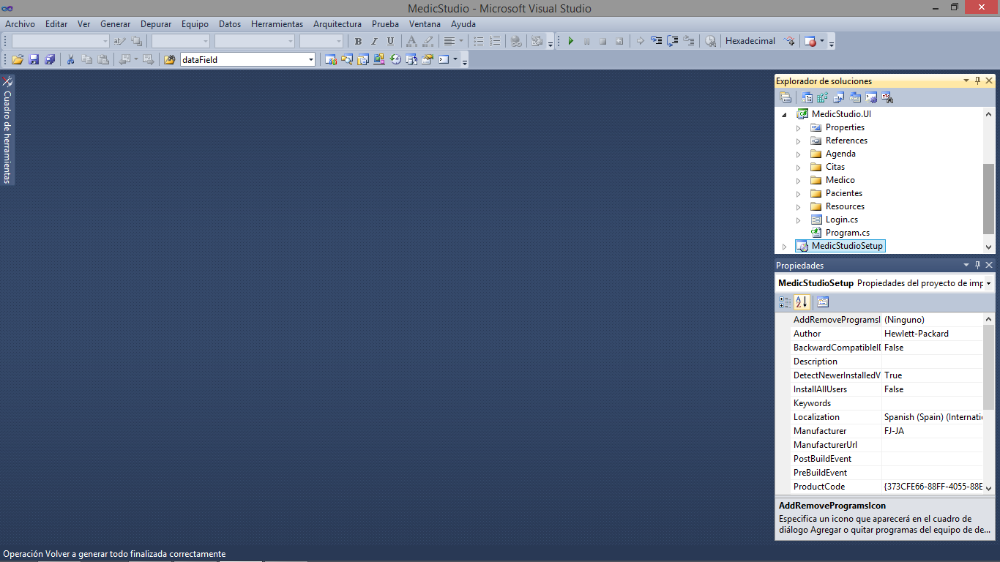 MedicStudio - Microsoft Visual Studio
Archivo Editar Ver Generar Depurar Equipo Datos Herramientas Arquitectura Prueba Ventana Ayuda
B I U A Hexadecimal
dataField
Cuadro de herramientas
Explorador de soluciones
MedicStudio.UI
Properties
References
Agenda
Citas
Medico
Pacientes
Resources
Login.cs
Program.cs
MedicStudioSetup
Propiedades
MedicStudioSetup Propiedades del proyecto de imp
AddRemoveProgramsI (Ninguno)
Author Hewlett-Packard
BackwardCompatibleI False
Description
DetectNewerInstalledV True
InstallAllUsers False
Keywords
Localization Spanish (Spain) (Internatio
Manufacturer FJ-JA
ManufacturerUrl
PostBuildEvent
PreBuildEvent
ProductCode {373CFE66-88FF-4055-88E
AddRemoveProgramsIcon
Especifica un icono que aparecerá en el cuadro de
diálogo Agregar o quitar programas del equipo de de...
Operación Volver a generar todo finalizada correctamente